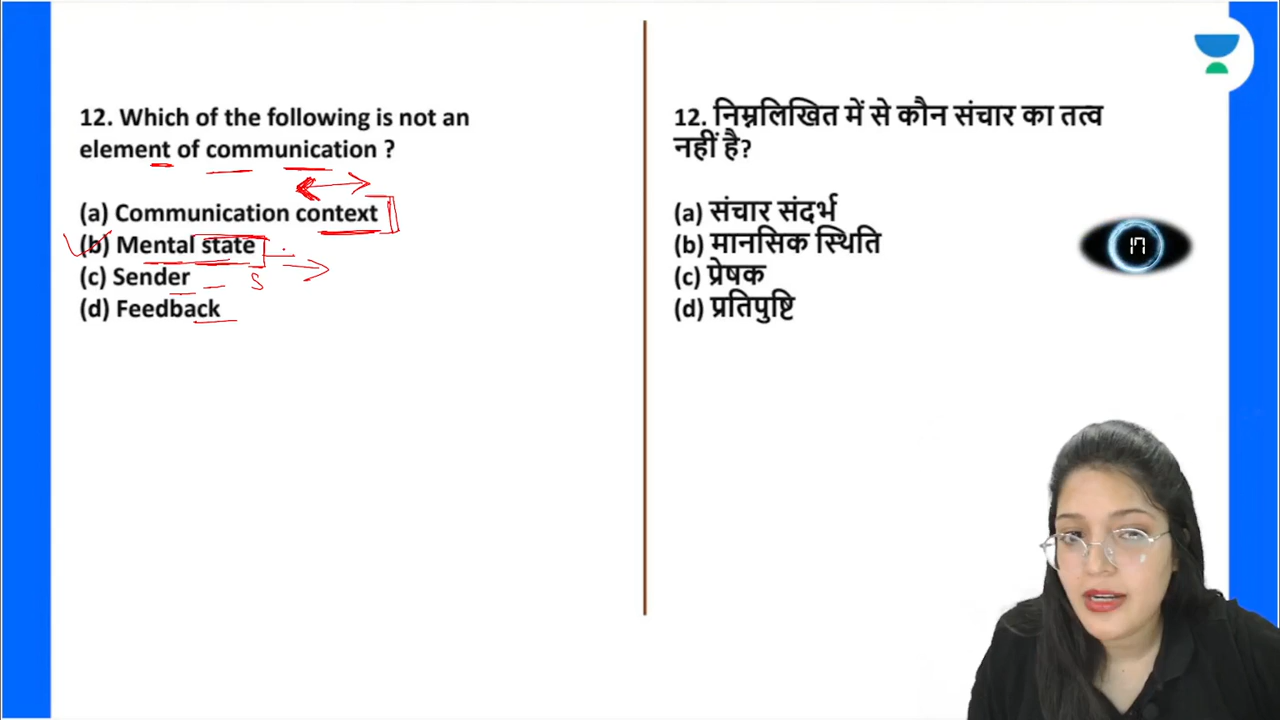 12. Which of the following is not an
element of communication ?
(a) Communication context
(b) Mental state
(c) Sender
(d) Feedback
S
12. निम्नलिखित में से कौन संचार का तत्व
नहीं है?
(a) संचार संदर्भ
(b) मानसिक स्थिति
(c) प्रेषक
(d) प्रतिपुष्टि
17